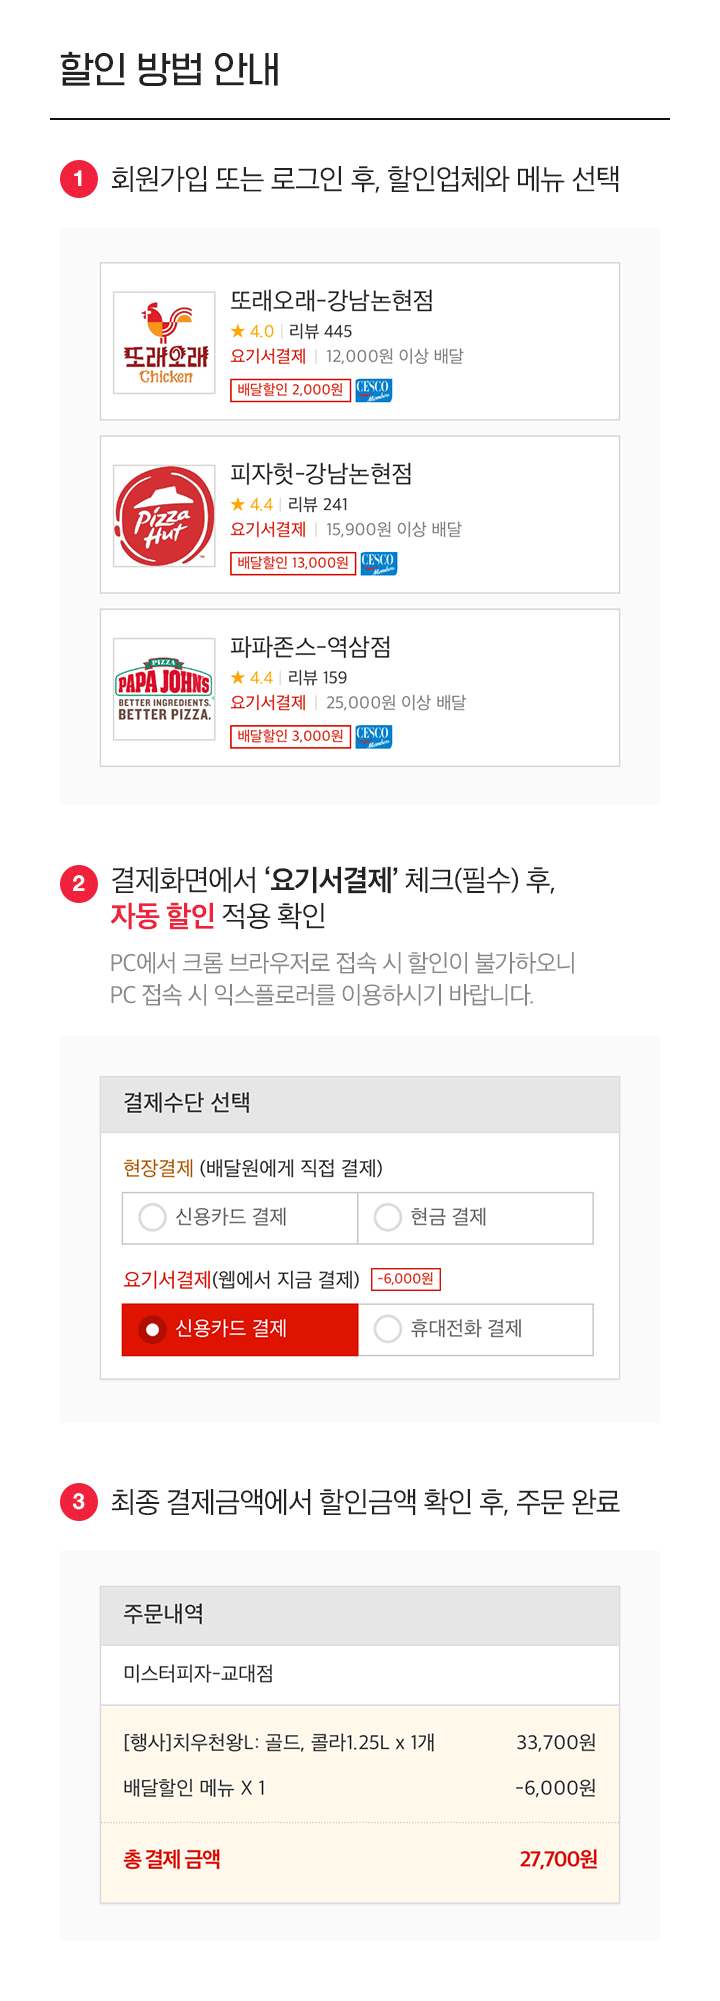 할인 방법 안내
1 회원가입 또는 로그인 후, 할인업체와 메뉴 선택
또래오래
Chicken
또래오래-강남논현점
★ 4.0 | 리뷰 445
요기서결제 | 12,000원 이상 배달
배달할인 2,000원 CESCO Members
Pizza
Hut
피자헛-강남논현점
★ 4.4 | 리뷰 241
요기서결제 | 15,900원 이상 배달
배달할인 13,000원 CESCO Members
PIZZA
PAPA JOHNS
BETTER INGREDIENTS.
BETTER PIZZA.
파파존스-역삼점
★ 4.4 | 리뷰 159
요기서결제 | 25,000원 이상 배달
배달할인 3,000원 CESCO Members
2 결제화면에서 ‘요기서결제’ 체크(필수) 후,
자동 할인 적용 확인
PC에서 크롬 브라우저로 접속 시 할인이 불가하오니
PC 접속 시 익스플로러를 이용하시기 바랍니다.
결제수단 선택
현장결제 (배달원에게 직접 결제)
신용카드 결제 현금 결제
요기서결제(웹에서 지금 결제) -6,000원
신용카드 결제 휴대전화 결제
3 최종 결제금액에서 할인금액 확인 후, 주문 완료
주문내역
미스터피자-교대점
[행사]치우천왕L: 골드, 콜라1.25L x 1개 33,700원
배달할인 메뉴 X 1 -6,000원
총 결제 금액 27,700원